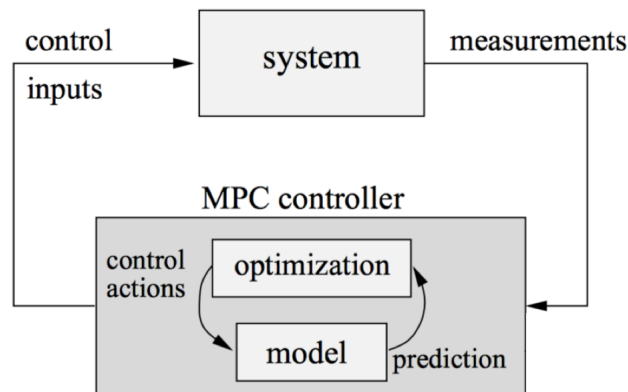 control
inputs
system
measurements
MPC controller
control
actions
optimization
model
prediction